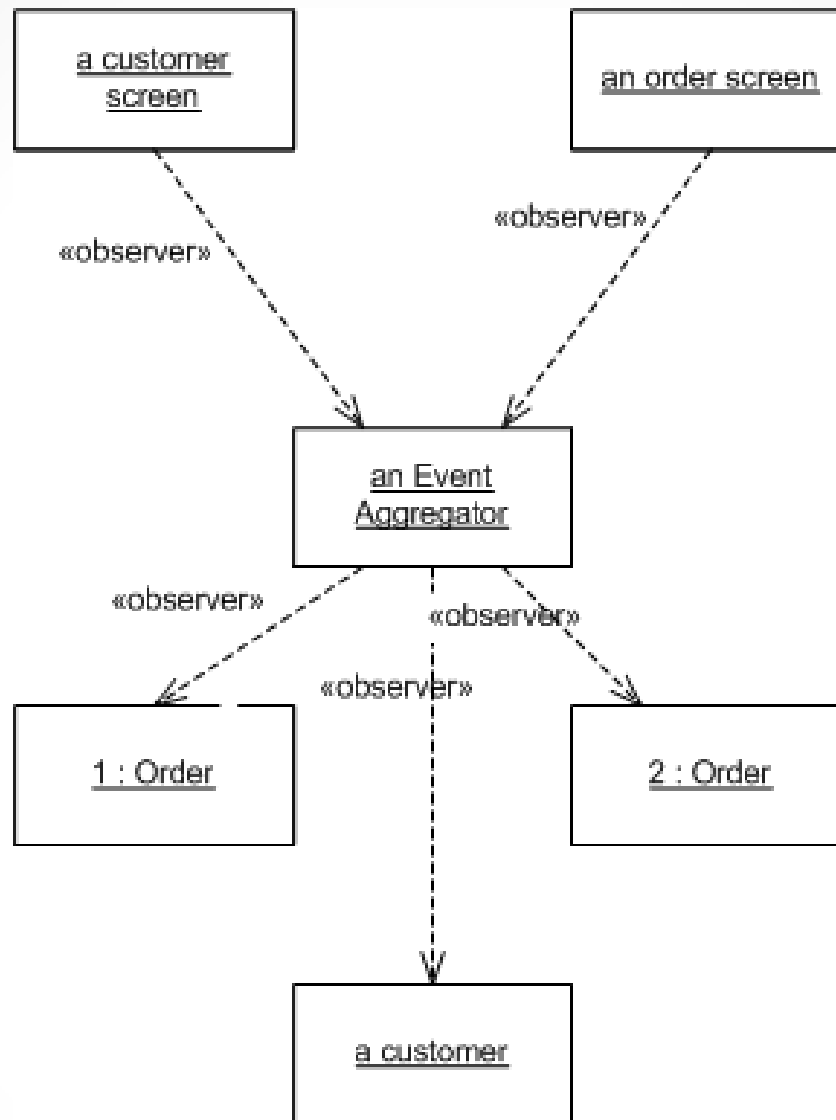 a customer
screen
an order screen
«observer»
«observer»
an Event
Aggregator
«observer»
«observer»
«observer»
1 : Order
2 : Order
a customer